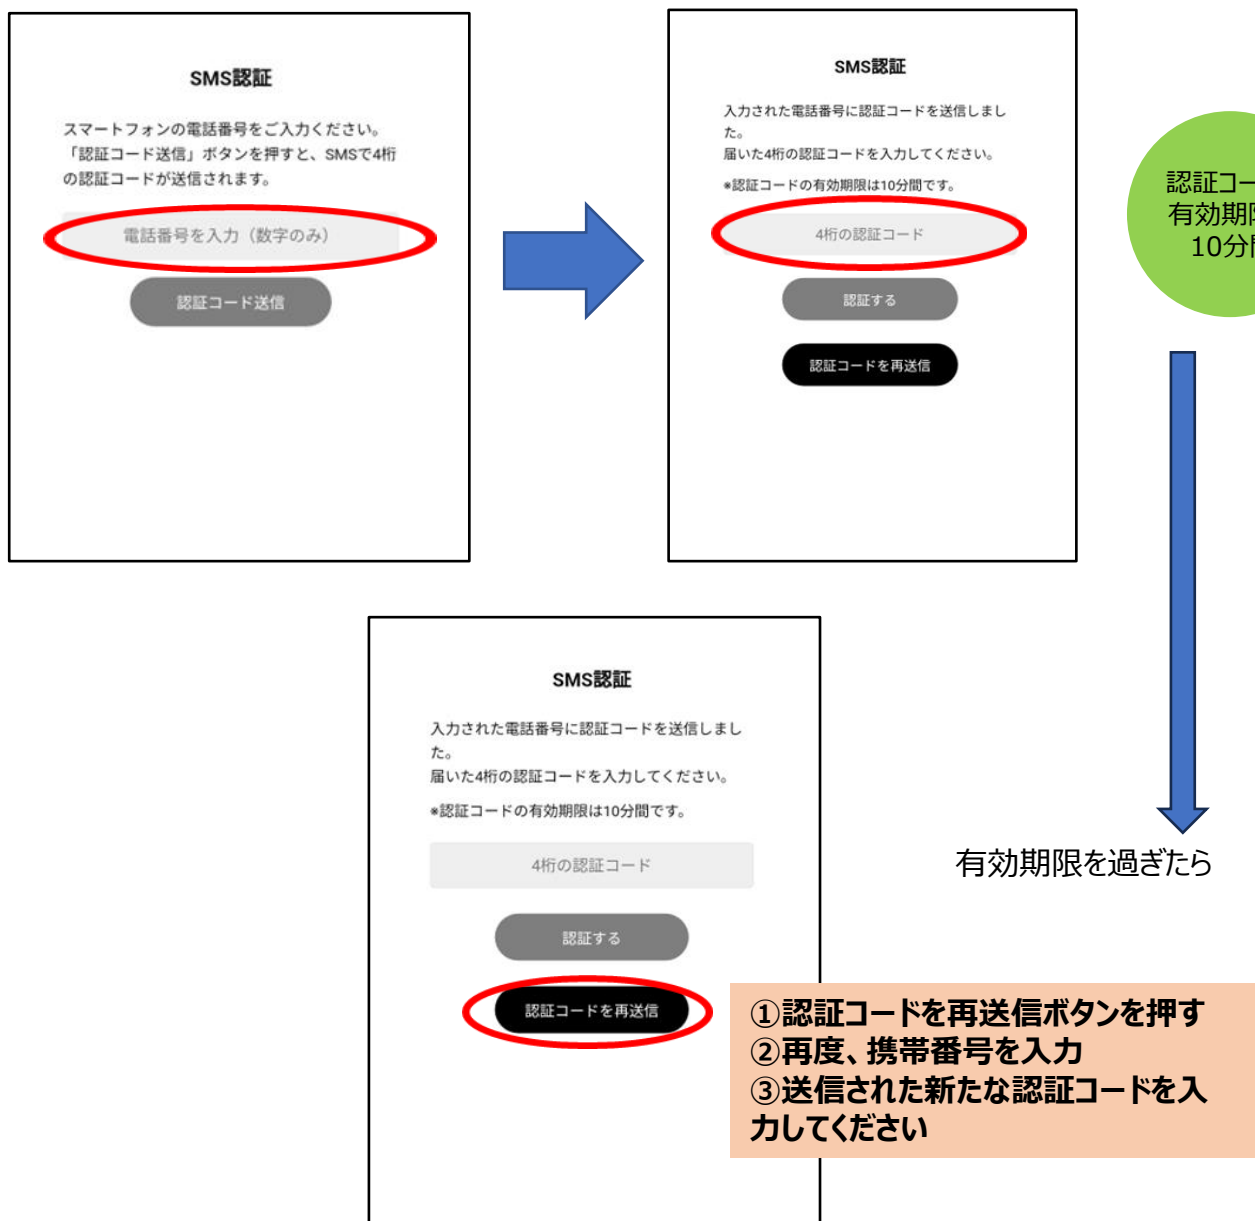 SMS認証
スマートフォンの電話番号をご入力ください。
「認証コード送信」ボタンを押すと、SMSで4桁
の認証コードが送信されます。
電話番号を入力（数字のみ）
認証コード送信
SMS認証
入力された電話番号に認証コードを送信しまし
た。
届いた4桁の認証コードを入力してください。
※認証コードの有効期限は10分間です。
4桁の認証コード
認証する
認証コードを再送信
認証コー
有効期
10分
有効期限を過ぎたら
SMS認証
入力された電話番号に認証コードを送信しまし
た。
届いた4桁の認証コードを入力してください。
※認証コードの有効期限は10分間です。
4桁の認証コード
認証する
認証コードを再送信
①認証コードを再送信ボタンを押す
②再度、携帯番号を入力
③送信された新たな認証コードを入
力してください